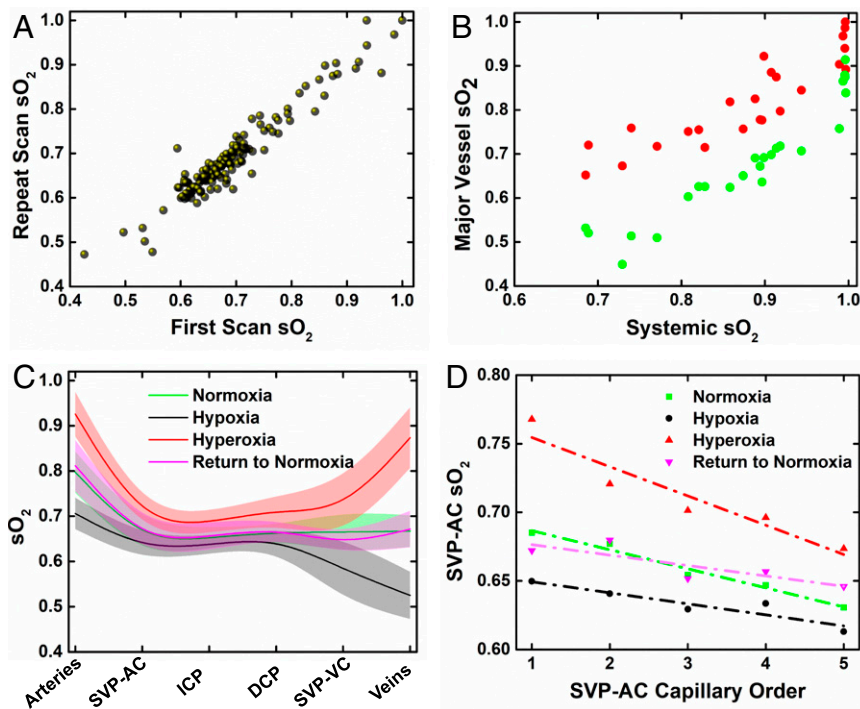 A
Repeat Scan sO2
1.0
0.9
0.8
0.7
0.6
0.5
0.4
0.4 0.5 0.6 0.7 0.8 0.9 1.0
First Scan sO2
B
Major Vessel sO2
1.0
0.9
0.8
0.7
0.6
0.5
0.4
0.6 0.7 0.8 0.9 1.0
Systemic sO2
C
sO2
1.0
0.9
0.8
0.7
0.6
0.5
0.4
Normoxia
Hypoxia
Hyperoxia
Return to Normoxia
Arteries SVP-AC ICP DCP SVP-VC Veins
D
SVP-AC sO2
0.80
0.75
0.70
0.65
0.60
Normoxia
Hypoxia
Hyperoxia
Return to Normoxia
1 2 3 4 5
SVP-AC Capillary Order